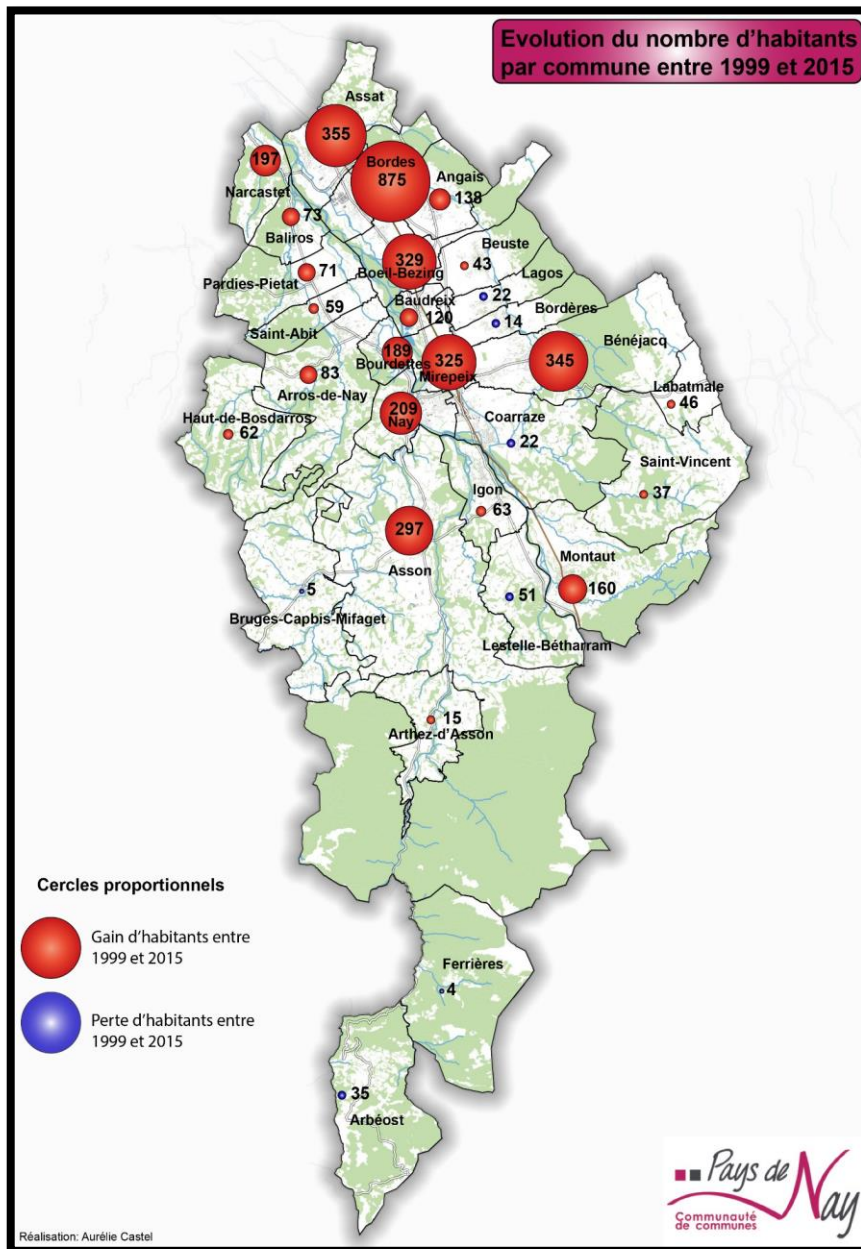 Evolution du nombre d'habitants
par commune entre 1999 et 2015
Assat
355
Bordes
875
197
Narcastet
Angais
138
73
Baliros
Beuste
43
329
Boeil-Bezing
71
Pardies-Pietat
Lagos
22
59
Saint-Abit
Baudreix
120
Bordères
14
189
Bourdettes
325
Mirepeix
345
Bénéjacq
83
Arros-de-Nay
Labatmale
46
Haut-de-Bosdarros
62
209
Nay
Coarraze
22
Saint-Vincent
37
Igon
63
297
Asson
Montaut
160
5
Bruges-Capbis-Mifaget
51
Lestelle-Bétharram
15
Arthez-d'Asson
Cercles proportionnels
Gain d'habitants entre
1999 et 2015
Perte d'habitants entre
1999 et 2015
Ferrières
4
35
Arbéost
Pays de Nay
Communauté
de communes
Réalisation: Aurélie Castel